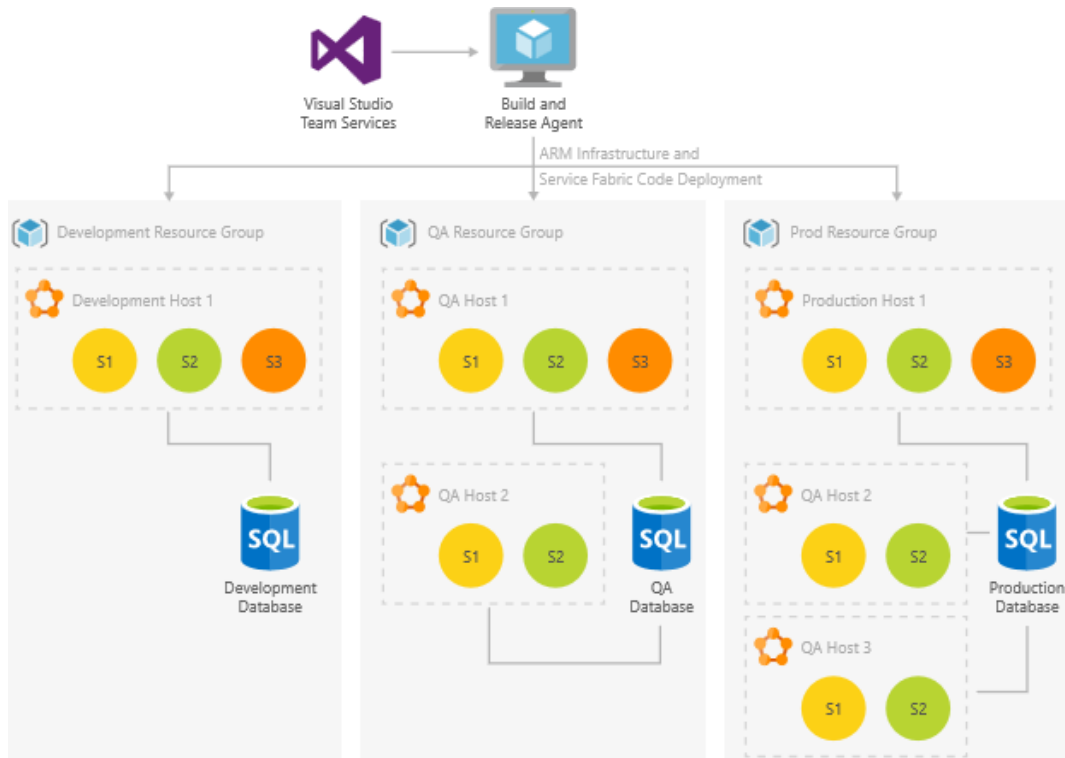 Visual Studio
Team Services
Build and
Release Agent
ARM Infrastructure and
Service Fabric Code Deployment
Development Resource Group
Development Host 1
S1
S2
S3
SQL
Development
Database
QA Resource Group
QA Host 1
S1
S2
S3
QA Host 2
S1
S2
SQL
QA
Database
Prod Resource Group
Production Host 1
S1
S2
S3
QA Host 2
S1
S2
SQL
Production
Database
QA Host 3
S1
S2